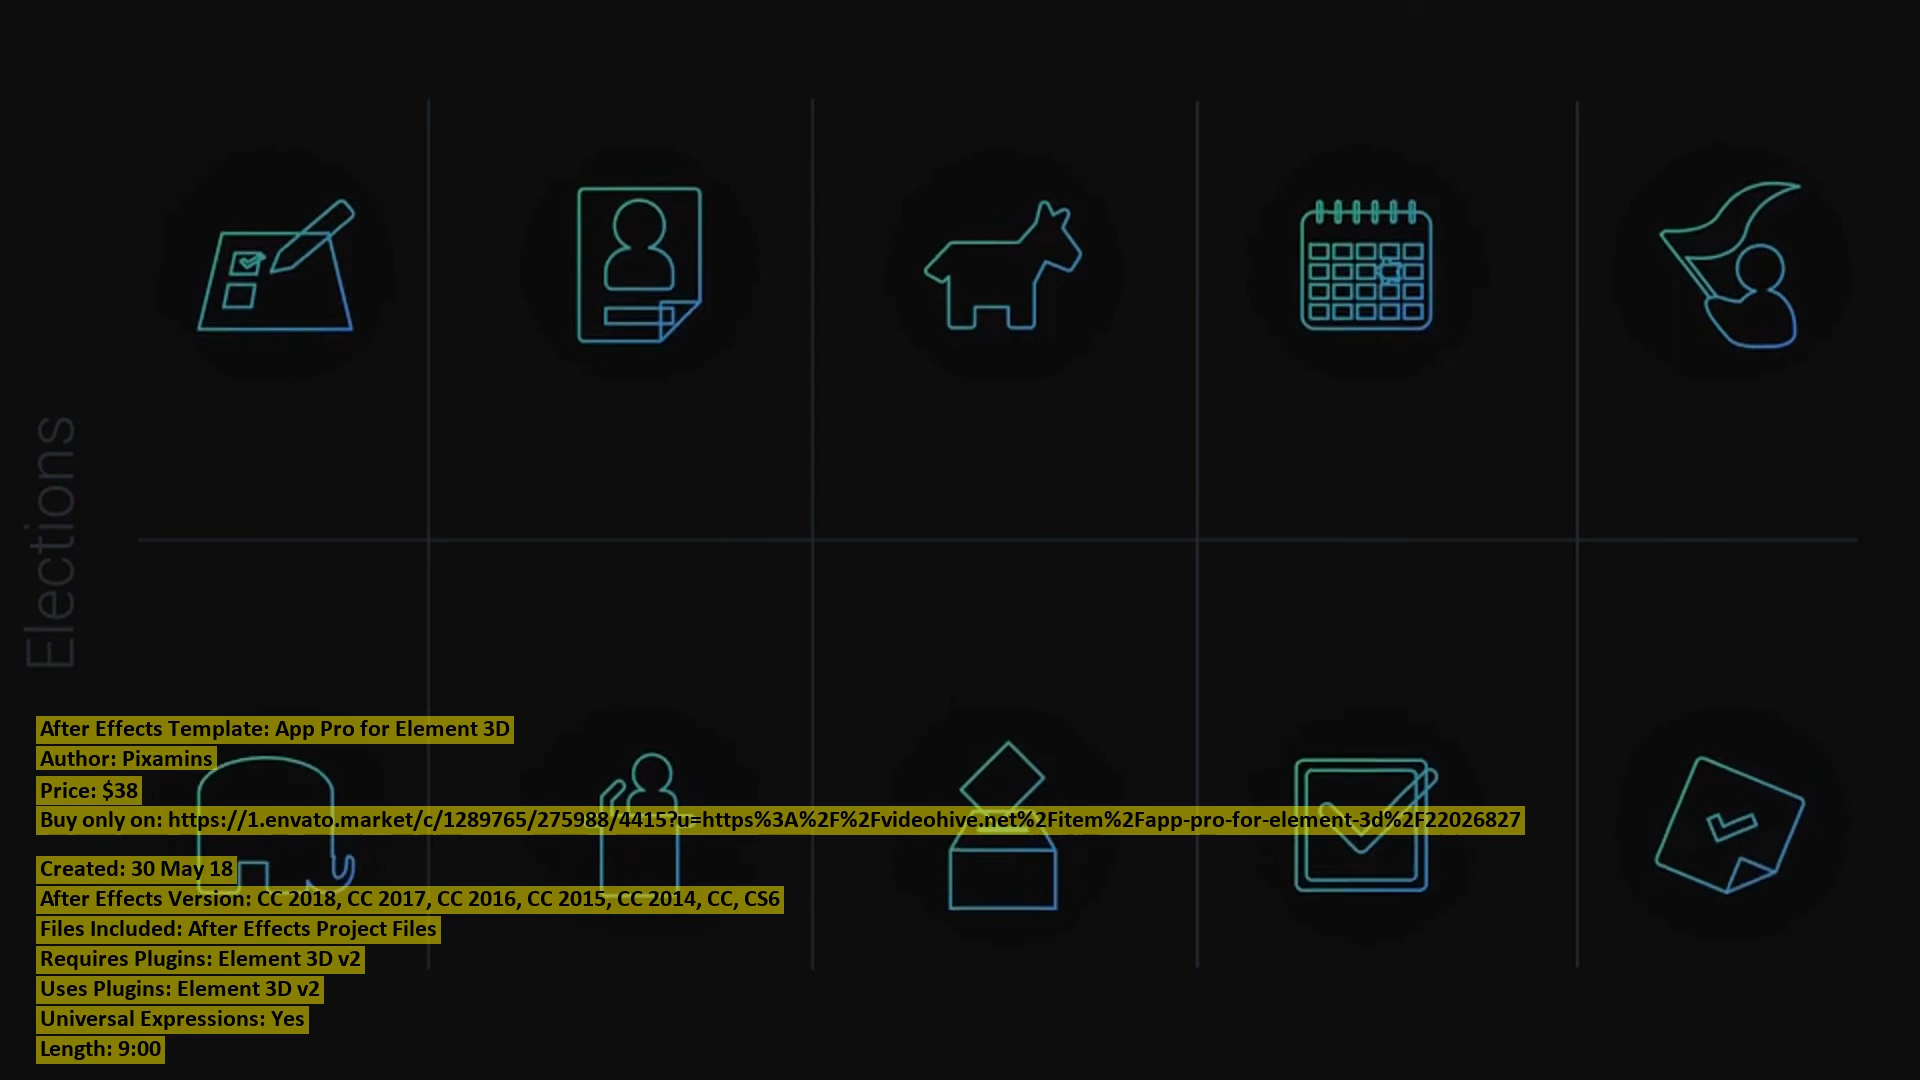 Elections
After Effects Template: App Pro for Element 3D
Author: Pixamins
Price: $38
Buy only on: https://1.envato.market/c/1289765/275988/4415?u=https%3A%2F%2Fvideohive.net%2Fitem%2Fapp-pro-for-element-3d%2F22026827
Created: 30 May 18
After Effects Version: CC 2018, CC 2017, CC 2016, CC 2015, CC 2014, CC, CS6
Files Included: After Effects Project Files
Requires Plugins: Element 3D v2
Uses Plugins: Element 3D v2
Universal Expressions: Yes
Length: 9:00